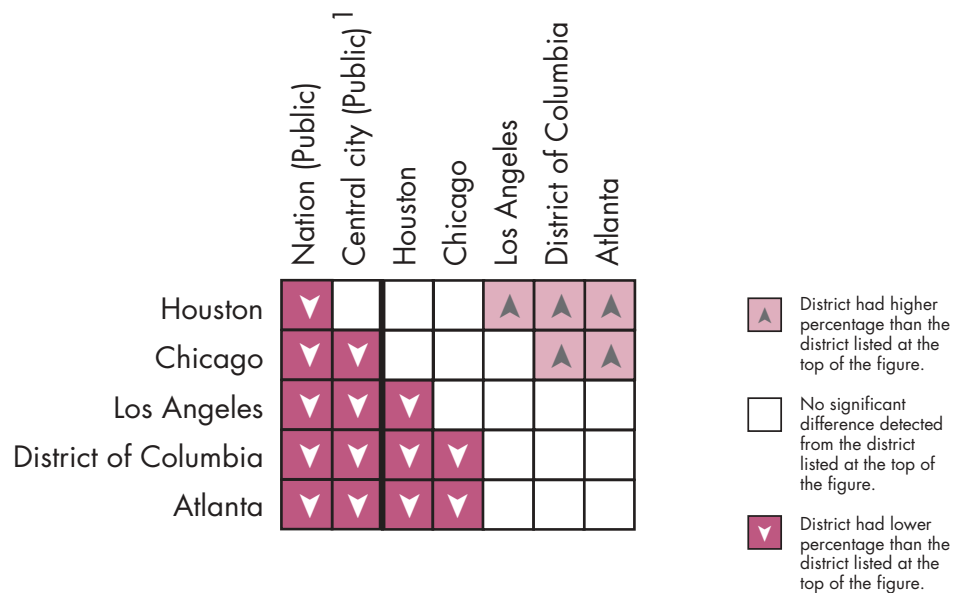 Nation (Public)
Central city (Public) 1
Houston
Chicago
Los Angeles
District of Columbia
Atlanta
Houston
Chicago
Los Angeles
District of Columbia
Atlanta
District had higher
percentage than the
district listed at the
top of the figure.
No significant
difference detected
from the district
listed at the top of
the figure.
District had lower
percentage than the
district listed at the
top of the figure.